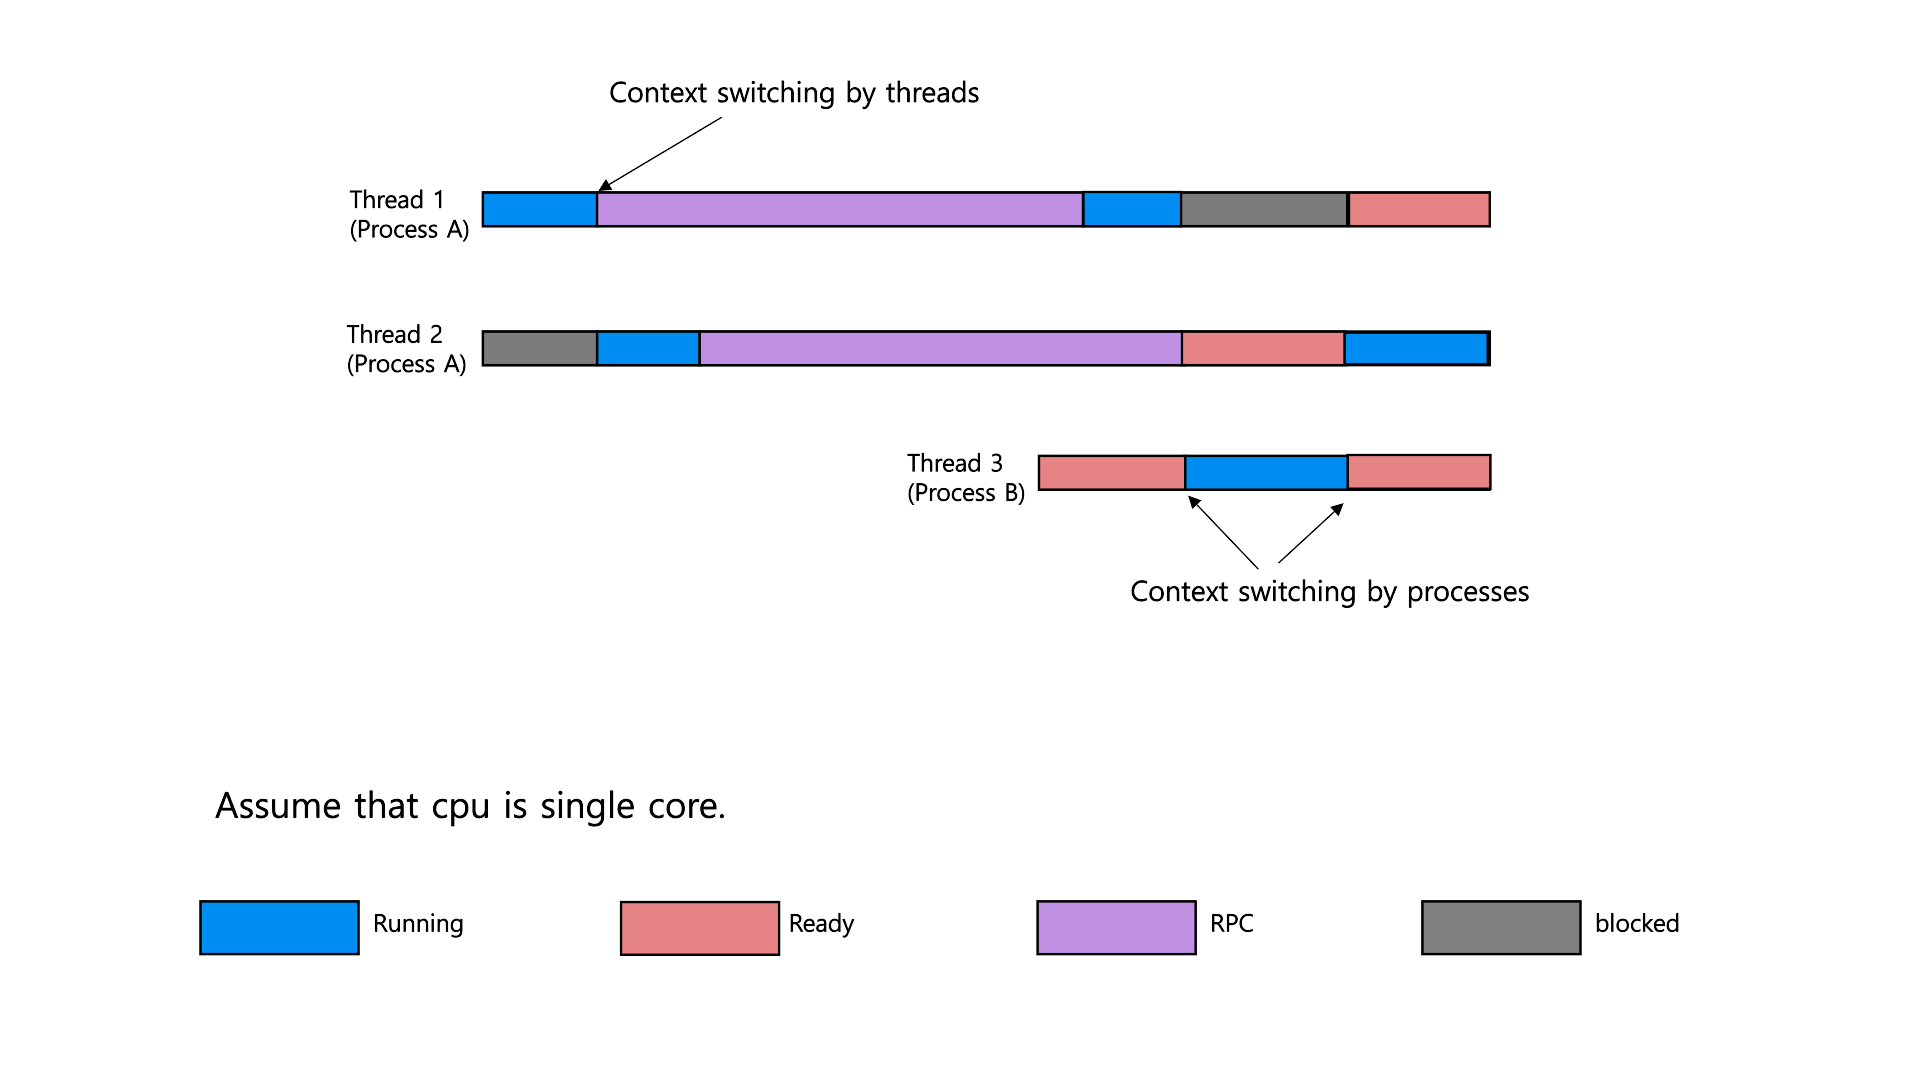 Context switching by threads
Thread 1
(Process A)
Thread 2
(Process A)
Thread 3
(Process B)
Context switching by processes
Assume that cpu is single core.
Running
Ready
RPC
blocked